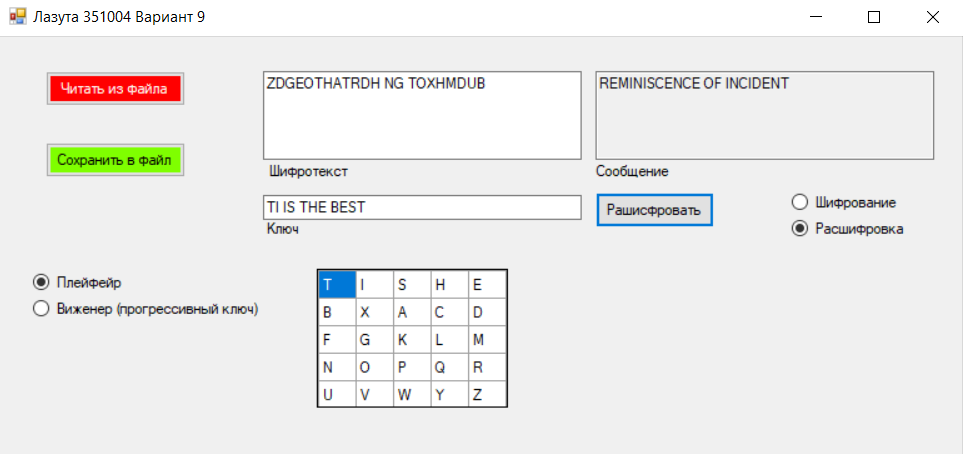 Лазута 351004 Вариант 9
Читать из файла
ZDGEOTHATRDH NG TOXHMDUB
REMINISCENCE OF INCIDENT
Сохранить в файл
Шифротекст
Сообщение
TI IS THE BEST
Рашисфровать
Шифрование
Ключ
Расшифровка
Плейфейр
Виженер (прогрессивный ключ)
T I S H E
B X A C D
F G K L M
N O P Q R
U V W Y Z